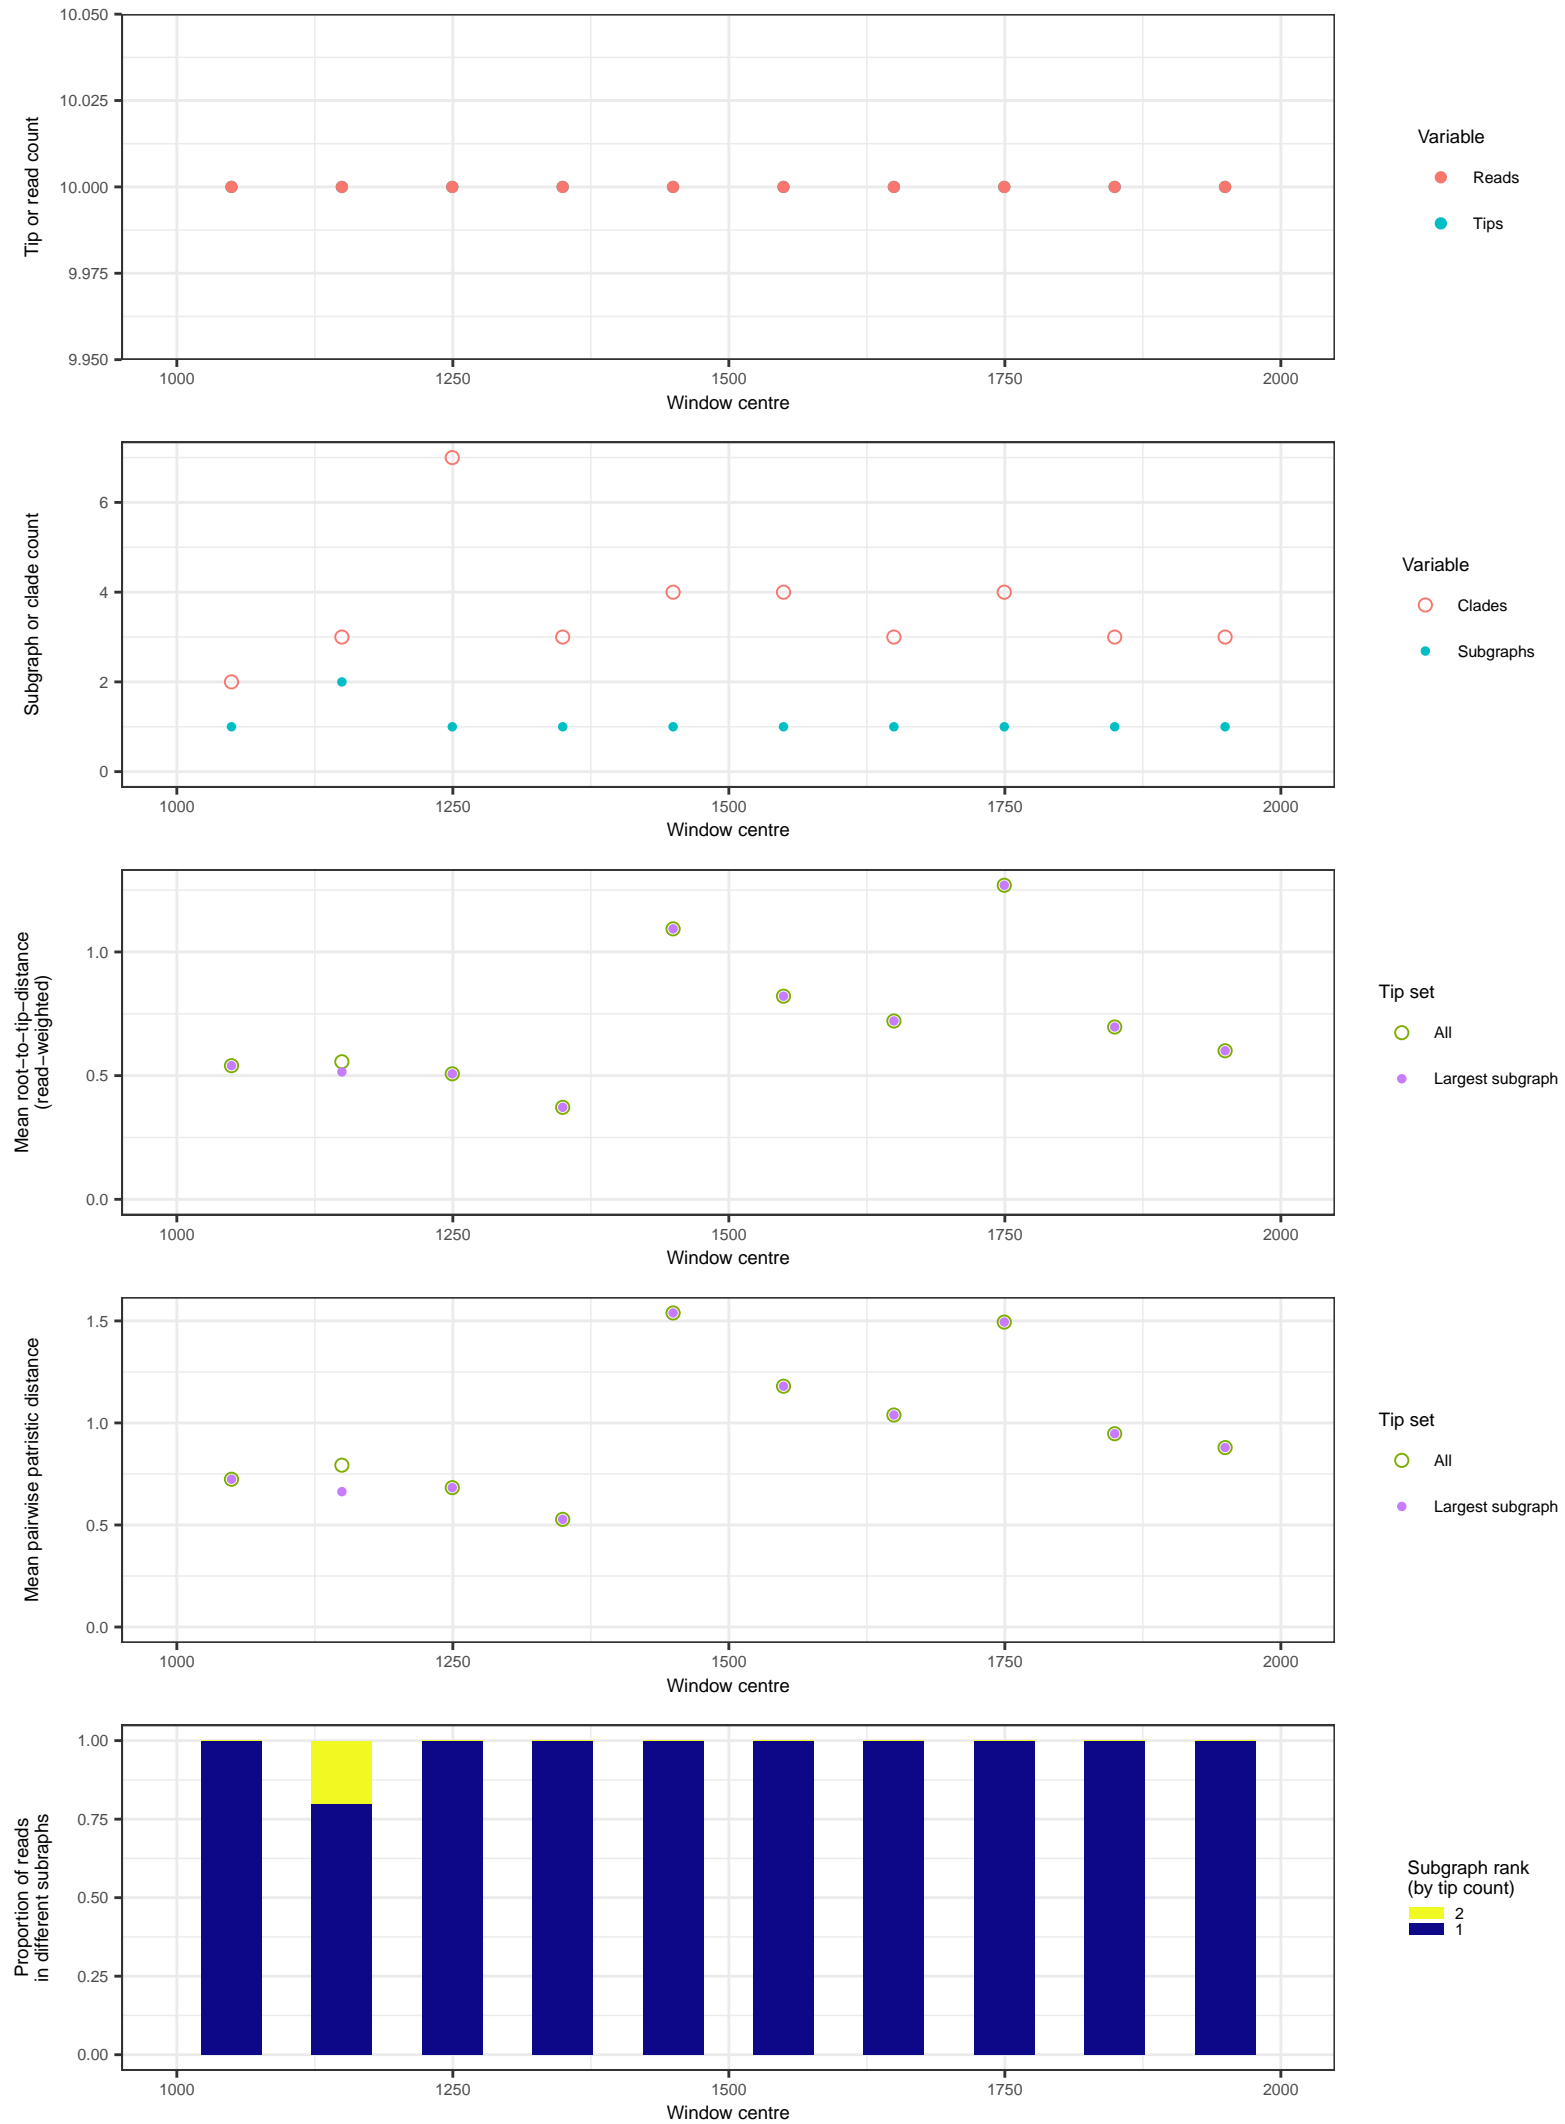 10.050
10.025
10.000
9.975
9.950
Tip or read count
1000 1250 1500 1750 2000
Window centre
Variable
Reads
Tips
6
4
2
0
Subgraph or clade count
1000 1250 1500 1750 2000
Window centre
Variable
Clades
Subgraphs
1.0
0.5
0.0
Mean root−to−tip−distance
(read−weighted)
1000 1250 1500 1750 2000
Window centre
Tip set
All
Largest subgraph
1.5
1.0
0.5
0.0
Mean pairwise patristic distance
1000 1250 1500 1750 2000
Window centre
Tip set
All
Largest subgraph
1.00
0.75
0.50
0.25
0.00
Proportion of reads
in different subraphs
1000 1250 1500 1750 2000
Window centre
Subgraph rank
(by tip count)
2
1